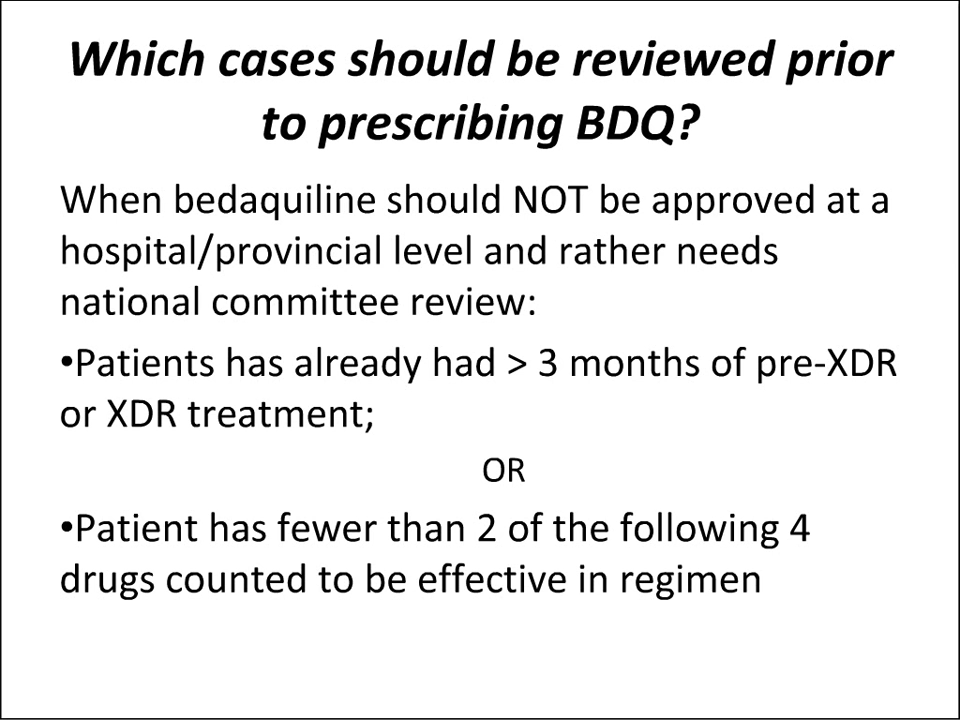 Which cases should be reviewed prior
to prescribing BDQ?
When bedaquiline should NOT be approved at a
hospital/provincial level and rather needs
national committee review:
•Patients has already had > 3 months of pre-XDR
or XDR treatment;
OR
•Patient has fewer than 2 of the following 4
drugs counted to be effective in regimen